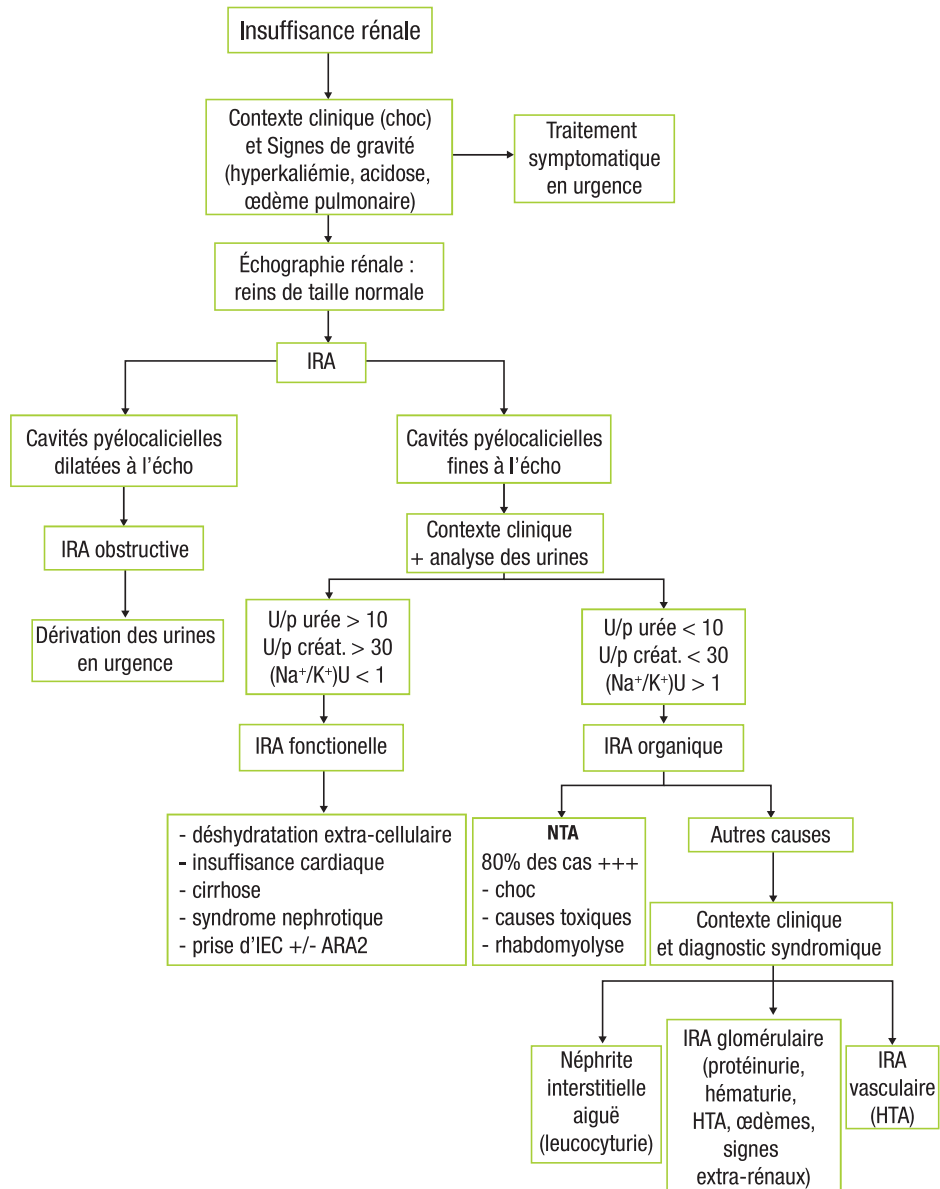 Insuffisance rénale
Contexte clinique (choc)
et Signes de gravité
(hyperkaliémie, acidose,
œdème pulmonaire)
Traitement
symptomatique
en urgence
Échographie rénale :
reins de taille normale
IRA
Cavités pyélocalicielles
dilatées à l’écho
Cavités pyélocalicielles
fines à l’écho
IRA obstructive
Contexte clinique
+ analyse des urines
Dérivation des urines
en urgence
U/p urée > 10
U/p créat. > 30
(Na⁺/K⁺)U < 1
U/p urée < 10
U/p créat. < 30
(Na⁺/K⁺)U > 1
IRA fonctionelle
IRA organique
- déshydratation extra-cellulaire
- insuffisance cardiaque
- cirrhose
- syndrome nephrotique
- prise d’IEC +/- ARA2
NTA
80% des cas +++
- choc
- causes toxiques
- rhabdomyolyse
Autres causes
Contexte clinique
et diagnostic syndromique
Néphrite
interstitielle
aiguë
(leucocyturie)
IRA glomérulaire
(protéinurie,
hématurie,
HTA, œdèmes,
signes
extra-rénaux)
IRA
vasculaire
(HTA)